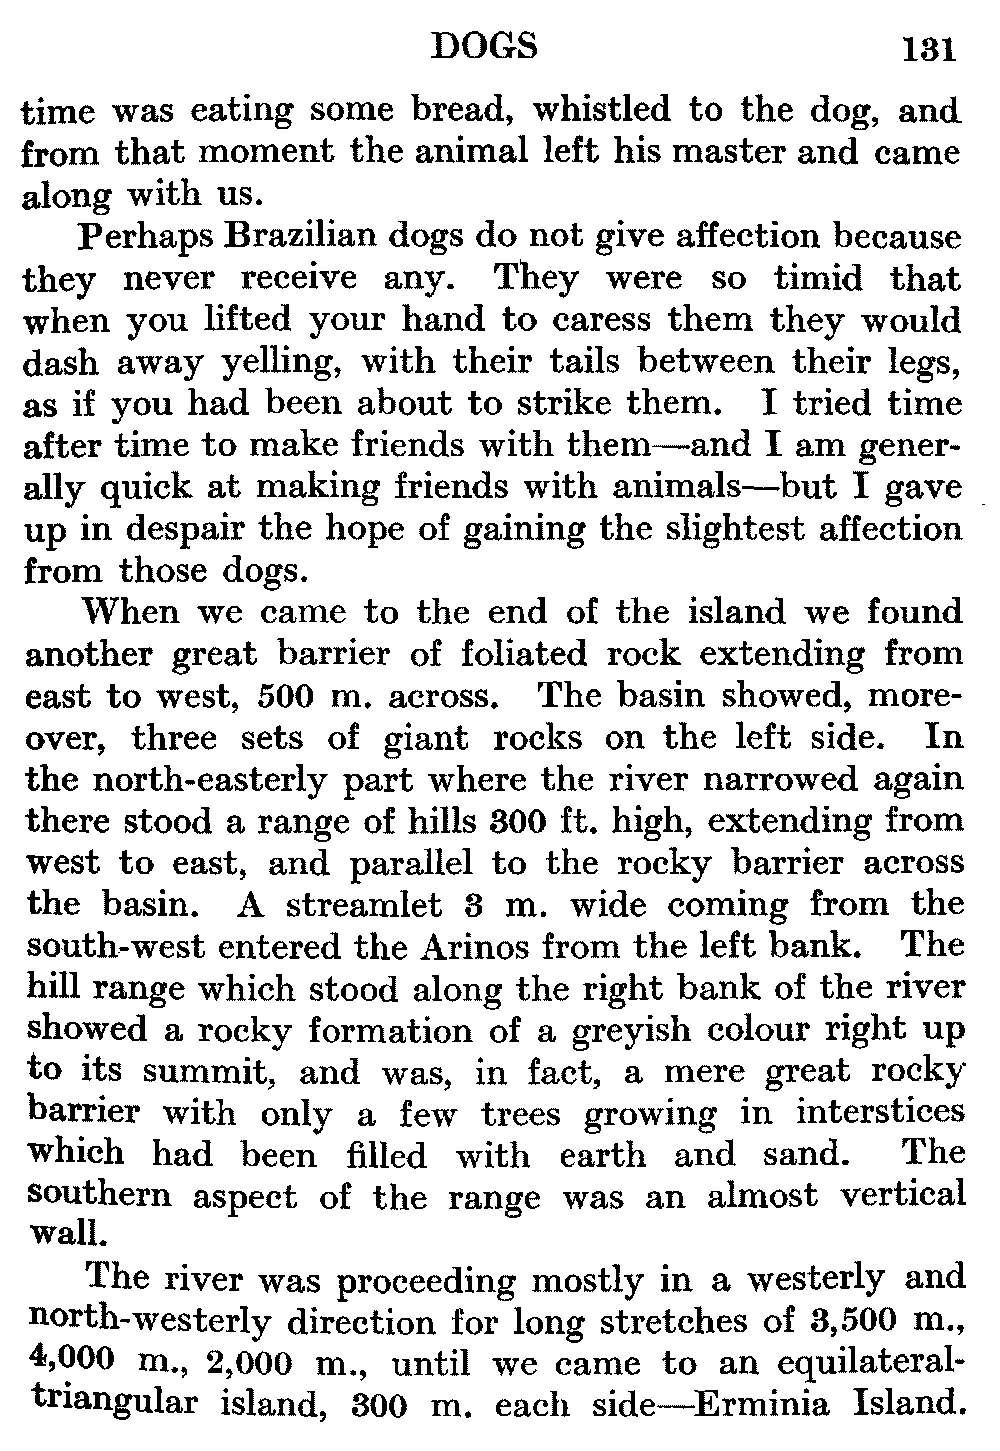 DOGS 131
time was eating some bread, whistled to the dog, and
from that moment the animal left his master and came
along with us.
Perhaps Brazilian dogs do not give affection because
they never receive any. They were so timid that
when you lifted your hand to caress them they would
dash away yelling, with their tails between their legs,
as if you had been about to strike them. I tried time
after time to make friends with them—and I am gener-
ally quick at making friends with animals—but I gave
up in despair the hope of gaining the slightest affection
from those dogs.
When we came to the end of the island we found
another great barrier of foliated rock extending from
east to west, 500 m. across. The basin showed, more-
over, three sets of giant rocks on the left side. In
the north-easterly part where the river narrowed again
there stood a range of hills 300 ft. high, extending from
west to east, and parallel to the rocky barrier across
the basin. A streamlet 3 m. wide coming from the
south-west entered the Arinos from the left bank. The
hill range which stood along the right bank of the river
showed a rocky formation of a greyish colour right up
to its summit, and was, in fact, a mere great rocky
barrier with only a few trees growing in interstices
which had been filled with earth and sand. The
southern aspect of the range was an almost vertical
wall.
The river was proceeding mostly in a westerly and
north-westerly direction for long stretches of 3,500 m.,
4,000 m., 2,000 m., until we came to an equilateral-
triangular island, 300 m. each side—Erminia Island.